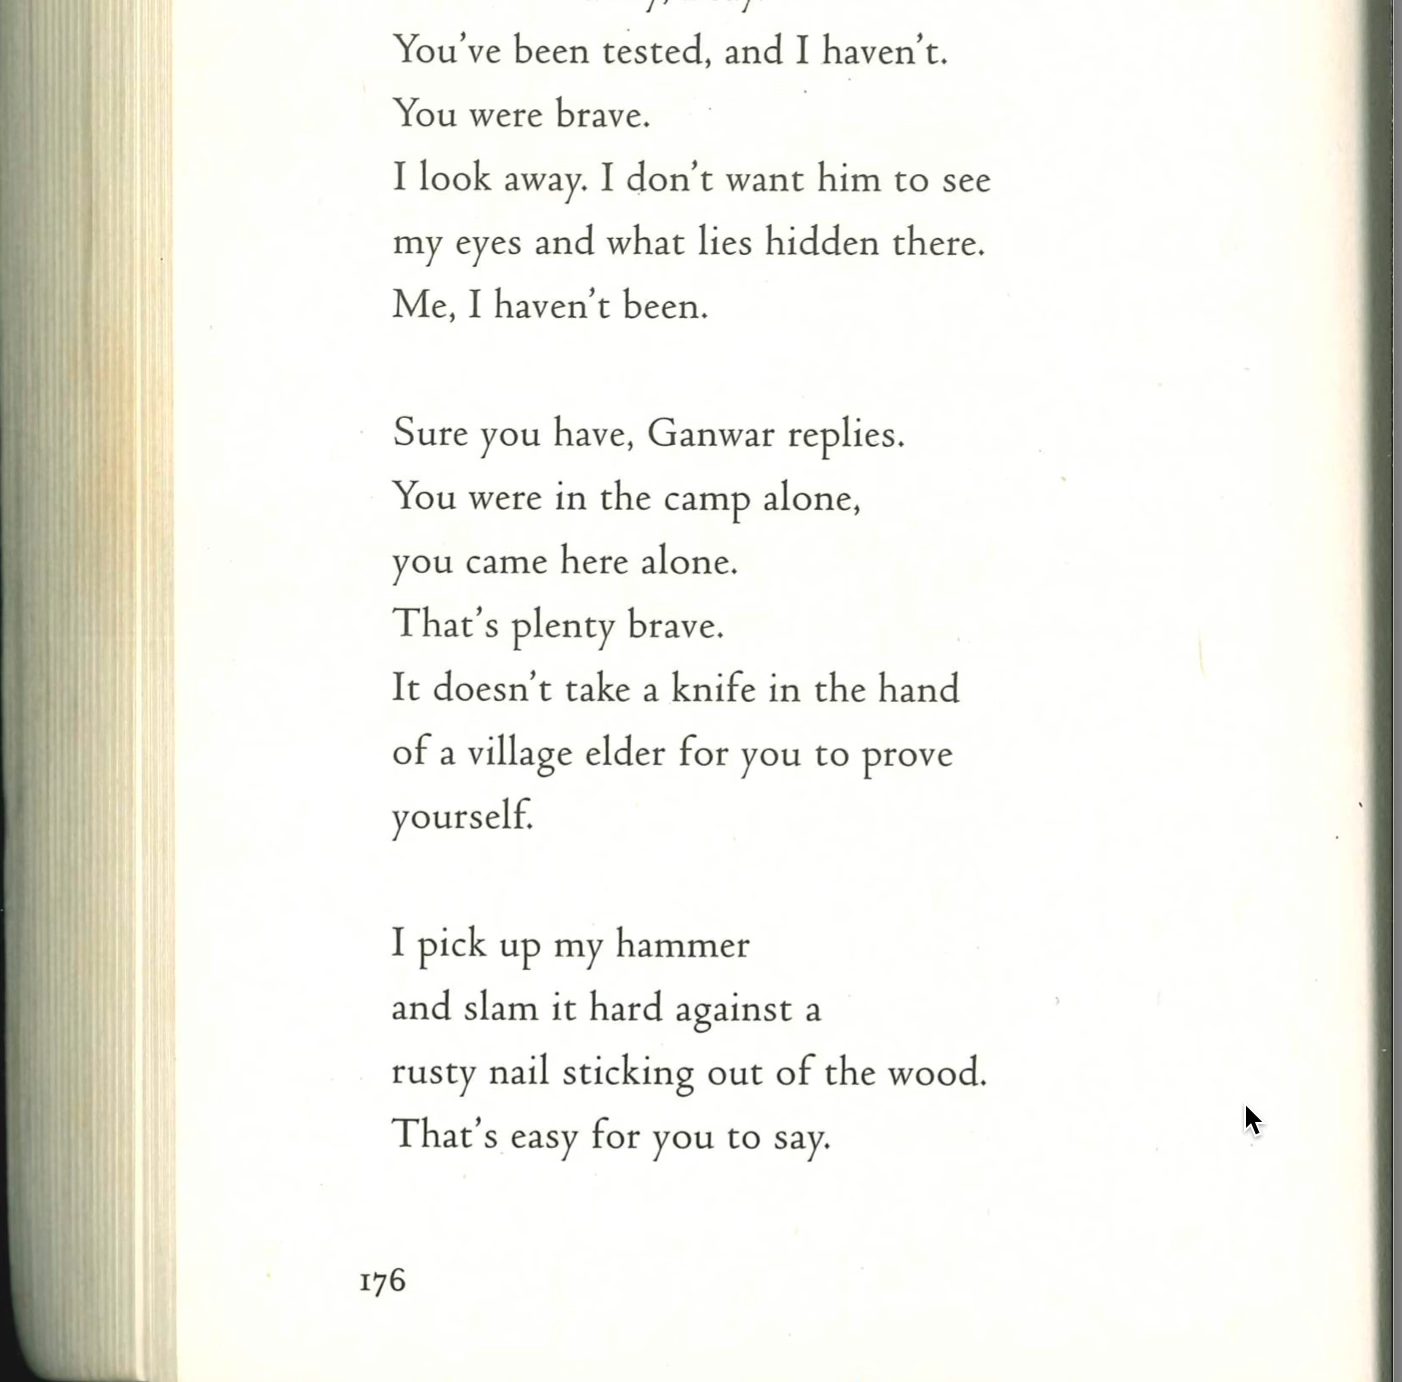 You've been tested, and I haven't.
You were brave.
I look away. I don't want him to see
my eyes and what lies hidden there.
Me, I haven't been.
Sure you have, Ganwar replies.
You were in the camp alone,
you came here alone.
That's plenty brave.
It doesn't take a knife in the hand
of a village elder for you to prove
yourself.
I pick up my hammer
and slam it hard against a
rusty nail sticking out of the wood.
That's easy for you to say.
176